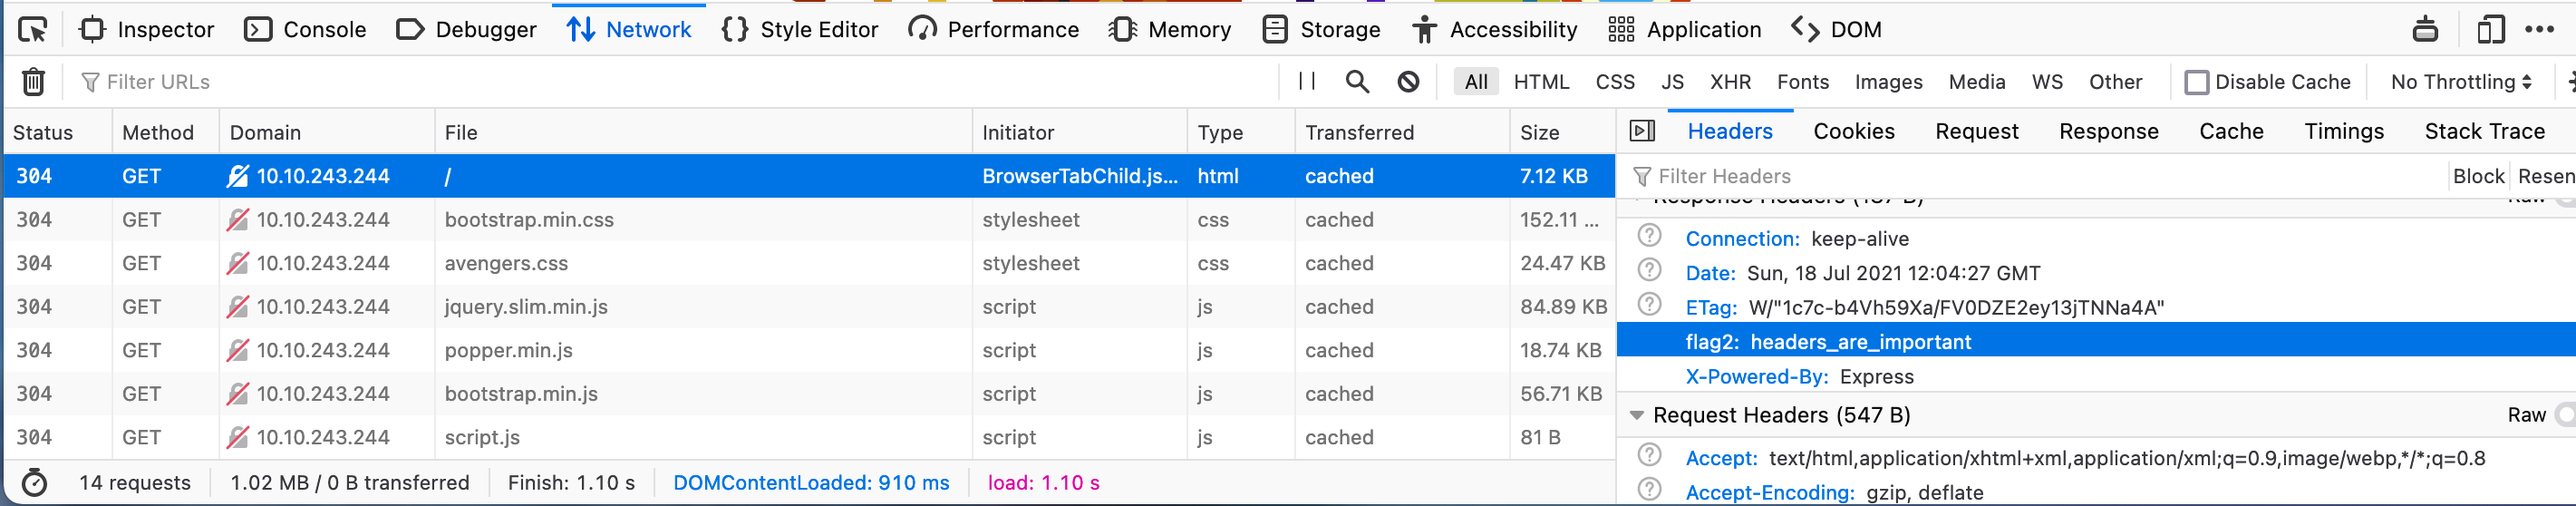 Inspector Console Debugger Network Style Editor Performance Memory Storage Accessibility Application DOM
Filter URLs All HTML CSS JS XHR Fonts Images Media WS Other Disable Cache No Throttling
Status Method Domain File Initiator Type Transferred Size
304 GET 10.10.243.244 / BrowserTabChild.js... html cached 7.12 KB
304 GET 10.10.243.244 bootstrap.min.css stylesheet css cached 152.11 ...
304 GET 10.10.243.244 avengers.css stylesheet css cached 24.47 KB
304 GET 10.10.243.244 jquery.slim.min.js script js cached 84.89 KB
304 GET 10.10.243.244 popper.min.js script js cached 18.74 KB
304 GET 10.10.243.244 bootstrap.min.js script js cached 56.71 KB
304 GET 10.10.243.244 script.js script js cached 81 B
14 requests 1.02 MB / 0 B transferred Finish: 1.10 s DOMContentLoaded: 910 ms load: 1.10 s
Headers Cookies Request Response Cache Timings Stack Trace
Filter Headers Block Resen
Response Headers (187 B) Raw
Connection: keep-alive
Date: Sun, 18 Jul 2021 12:04:27 GMT
ETag: W/"1c7c-b4Vh59Xa/FV0DZE2ey13jTNNa4A"
flag2: headers_are_important
X-Powered-By: Express
Request Headers (547 B) Raw
Accept: text/html,application/xhtml+xml,application/xml;q=0.9,image/webp,*/*;q=0.8
Accept-Encoding: gzip, deflate